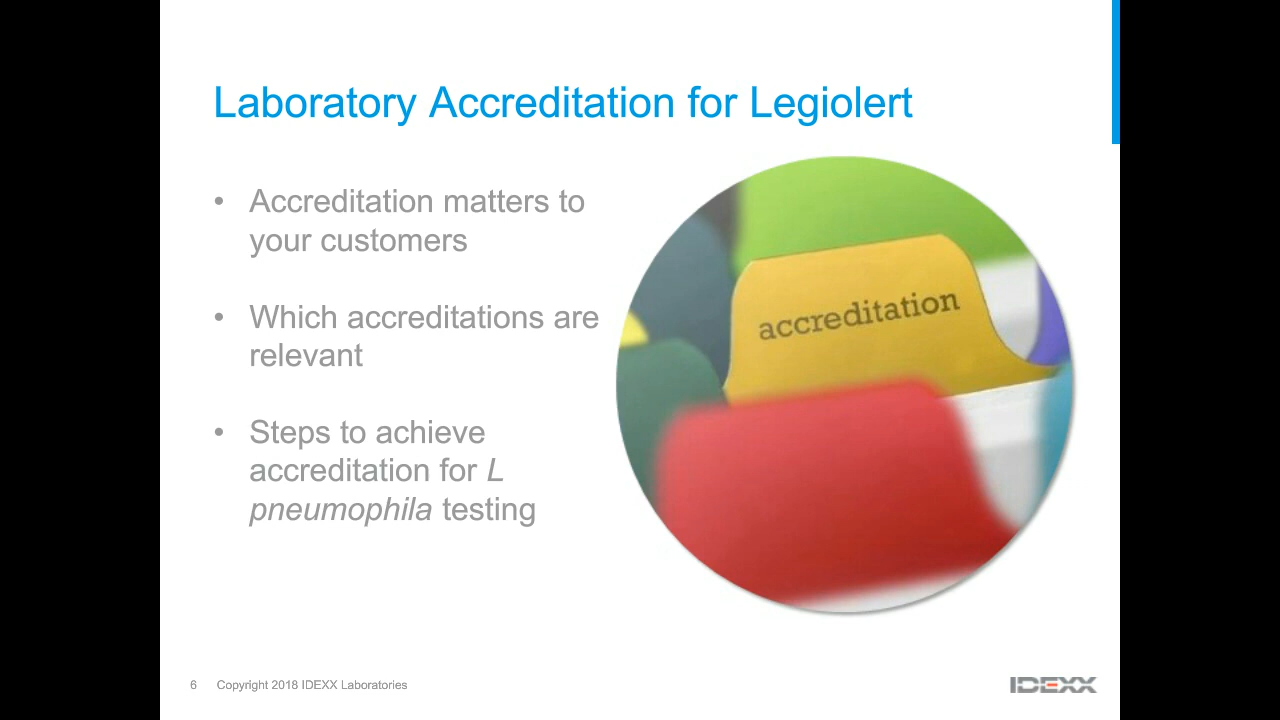 Laboratory Accreditation for Legiolert
• Accreditation matters to
your customers
• Which accreditations are
relevant
• Steps to achieve
accreditation for L
pneumophila testing
accreditation
6 Copyright 2018 IDEXX Laboratories
IDEXX